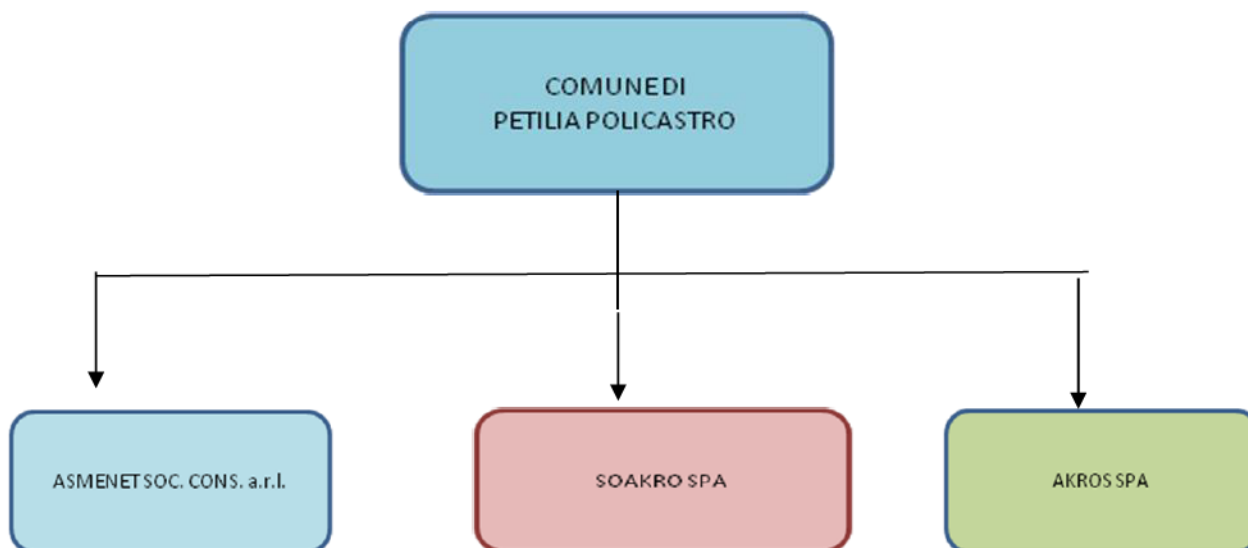 COMUNE DI
PETILIA POLICASTRO
ASMENET SOC. CONS. a.r.l.
SOAKRO SPA
AKROS SPA